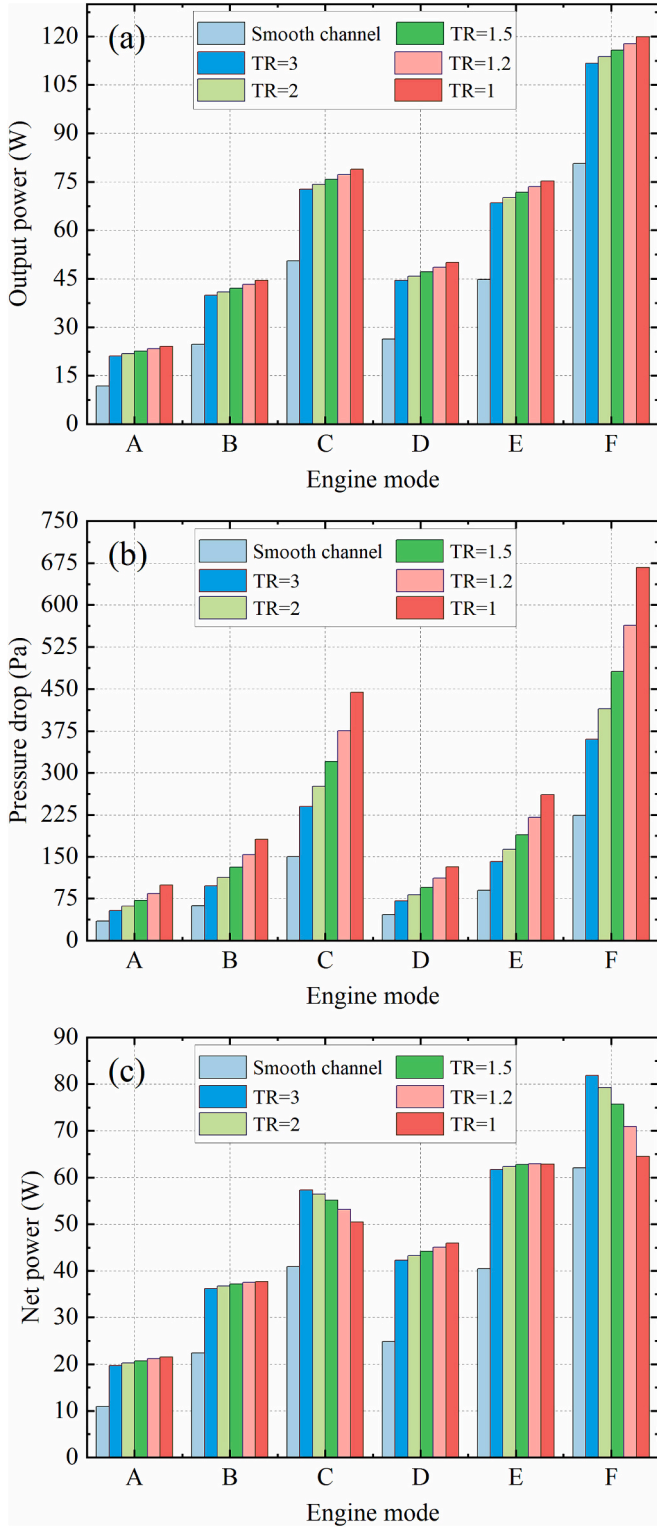 (a)
Smooth channel
TR=1.5
TR=3
TR=1.2
TR=2
TR=1
120
105
90
75
60
45
30
15
0
Output power (W)
A B C D E F
Engine mode
(b)
Smooth channel
TR=1.5
TR=3
TR=1.2
TR=2
TR=1
750
675
600
525
450
375
300
225
150
75
0
Pressure drop (Pa)
A B C D E F
Engine mode
(c)
Smooth channel
TR=1.5
TR=3
TR=1.2
TR=2
TR=1
90
80
70
60
50
40
30
20
10
0
Net power (W)
A B C D E F
Engine mode